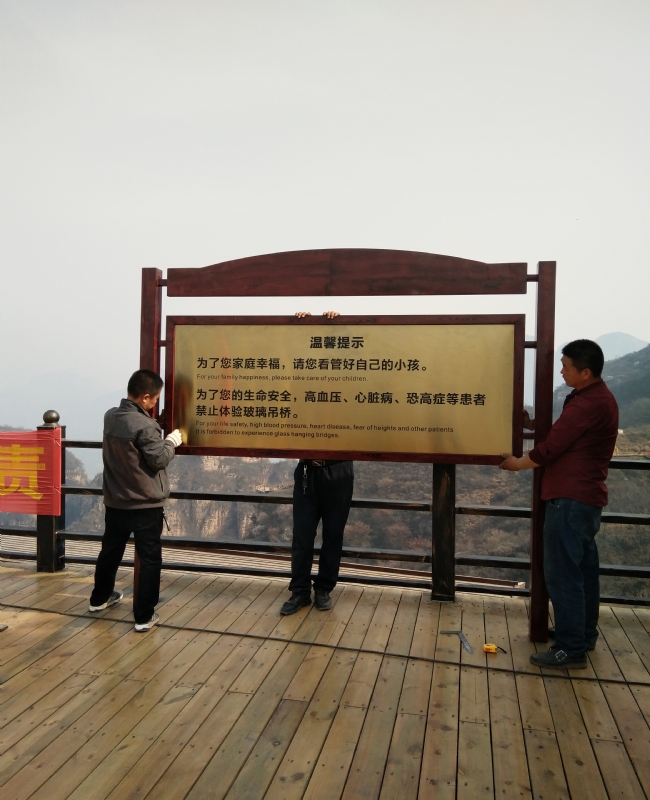 温馨提示
为了您家庭幸福，请您看管好自己的小孩。
For your family happiness, please take care of your children.
为了您的生命安全，高血压、心脏病、恐高症等患者
禁止体验玻璃吊桥。
For your life safety, high blood pressure, heart disease, fear of heights and other patients
It is forbidden to experience glass hanging bridges.
责